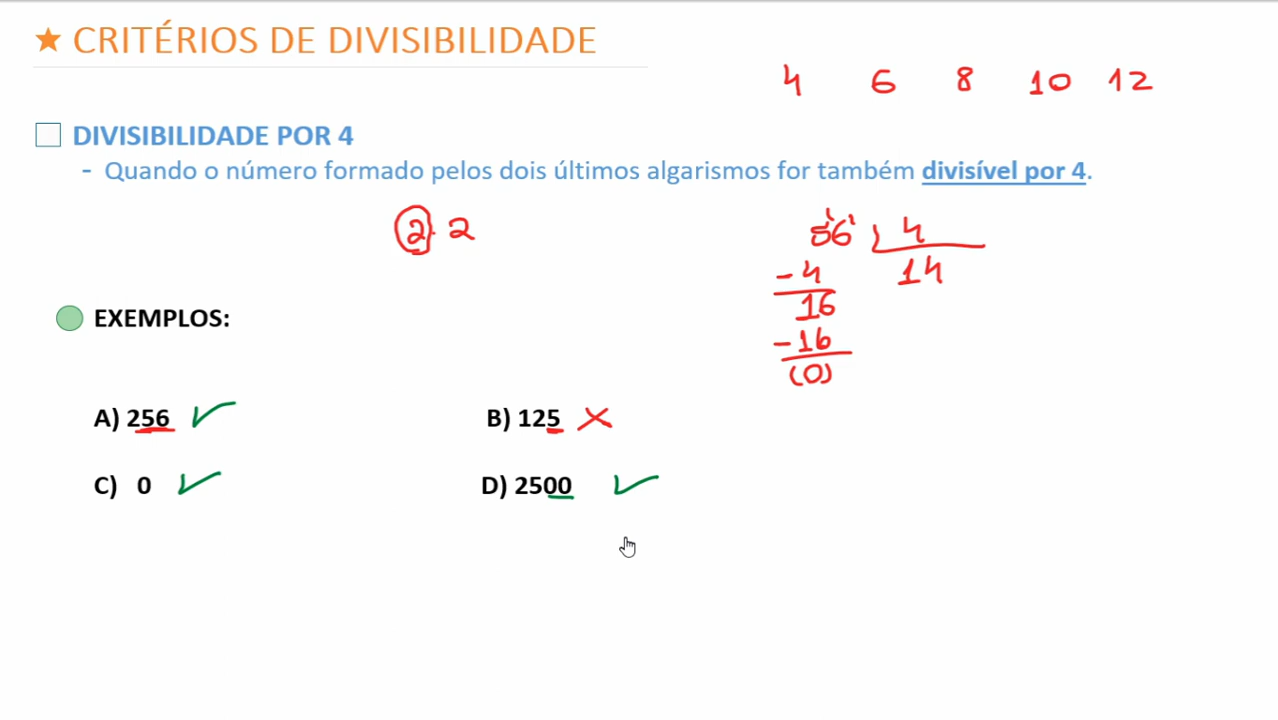 ★ CRITÉRIOS DE DIVISIBILIDADE
4 6 8 10 12
DIVISIBILIDADE POR 4
- Quando o número formado pelos dois últimos algarismos for também divisível por 4.
2 · 2
56 4
- 4 14
16
- 16
(0)
EXEMPLOS:
A) 256 ✓ B) 125 X
C) 0 ✓ D) 2500 ✓